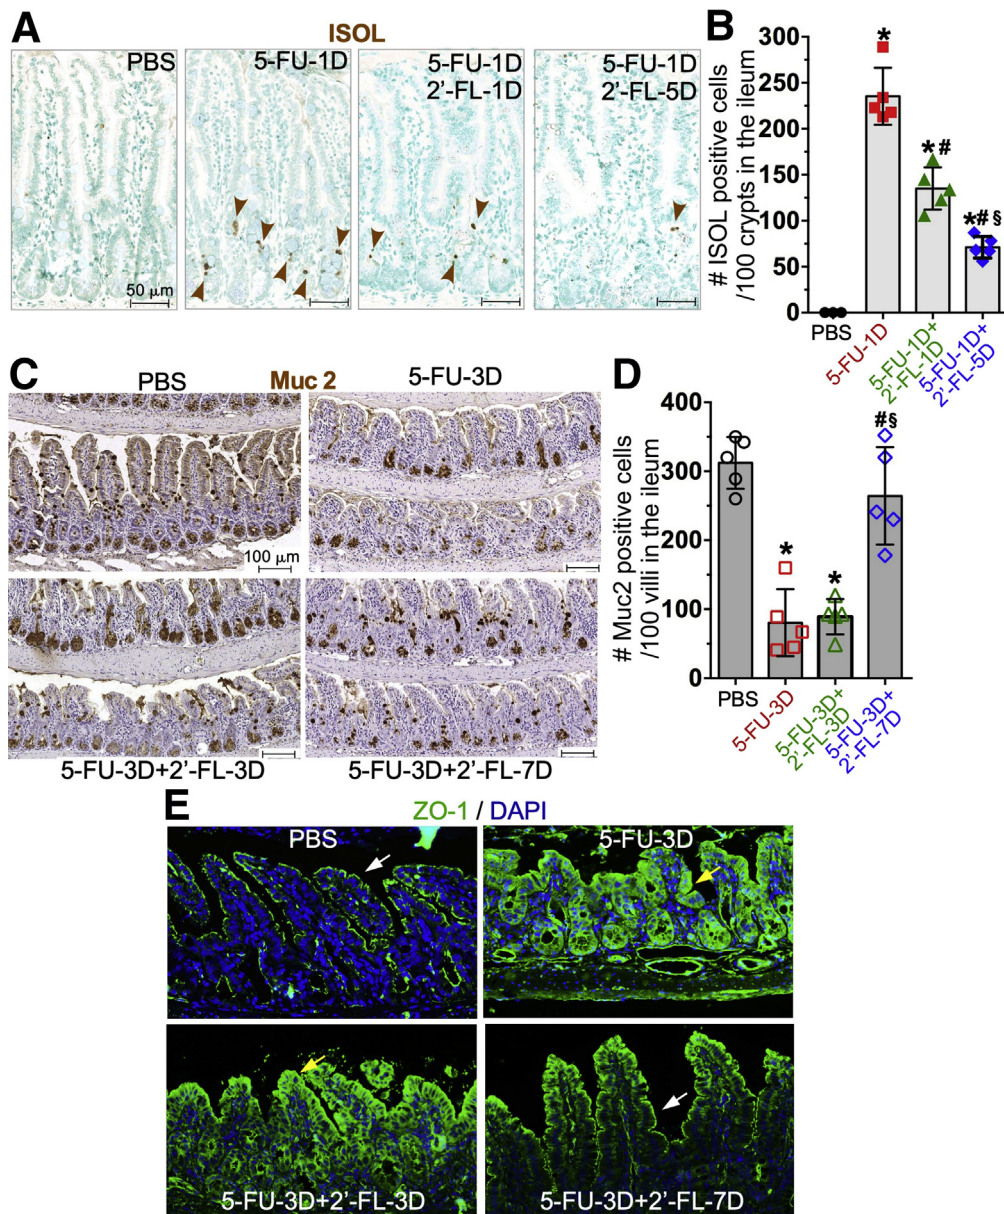 A
ISOL
PBS
50 μm
5-FU-1D
5-FU-1D
2’-FL-1D
5-FU-1D
2’-FL-5D
B
# ISOL positive cells
/100 crypts in the ileum
300
250
200
150
100
50
0
*
* #
*# §
PBS
5-FU-1D
5-FU-1D+
2’-FL-1D
5-FU-1D+
2’-FL-5D
C
PBS
Muc 2
5-FU-3D
100 μm
5-FU-3D+2’-FL-3D
5-FU-3D+2’-FL-7D
D
# Muc2 positive cells
/100 villi in the ileum
400
300
200
100
0
*
*
#§
PBS
5-FU-3D
5-FU-3D+
2’-FL-3D
5-FU-3D+
2’-FL-7D
E
ZO-1 / DAPI
PBS
5-FU-3D
5-FU-3D+2’-FL-3D
5-FU-3D+2’-FL-7D